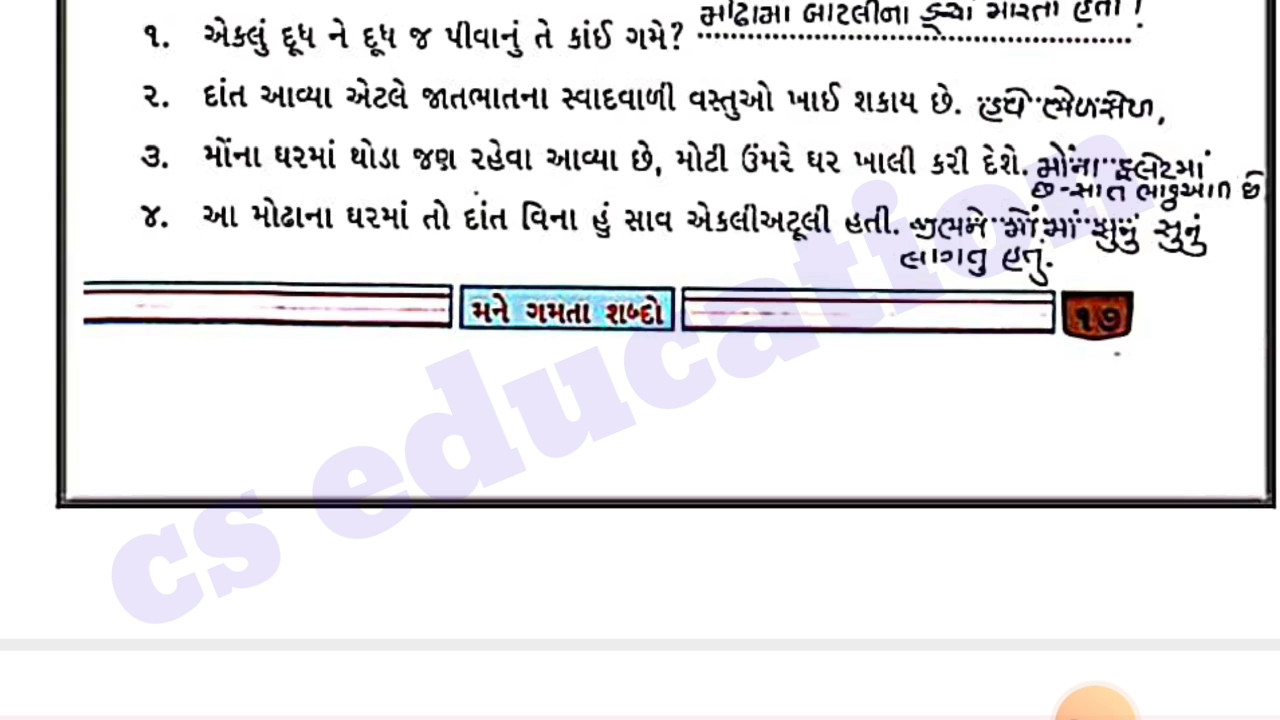 મોઢામા બાટલીના ડૂચા મારતા હતા !
૧. એકલું દૂધ ને દૂધ જ પીવાનું તે કાંઈ ગમે?
૨. દાંત આવ્યા એટલે જાતભાતના સ્વાદવાળી વસ્તુઓ ખાઈ શકાય છે. હવે ભેળસેળ,
૩. મોંના ઘરમાં થોડા જણ રહેવા આવ્યા છે, મોટી ઉંમરે ઘર ખાલી કરી દેશે. મોંના ફ્લેટમાં
છ-સાત ભાડુઆત છે
૪. આ મોઢાના ઘરમાં તો દાંત વિના હું સાવ એકલીઅટૂલી હતી. જીભને મોંમાં સુનું સુનું
લાગતુ હતું.
મને ગમતા શબ્દો ૧૭
cs education